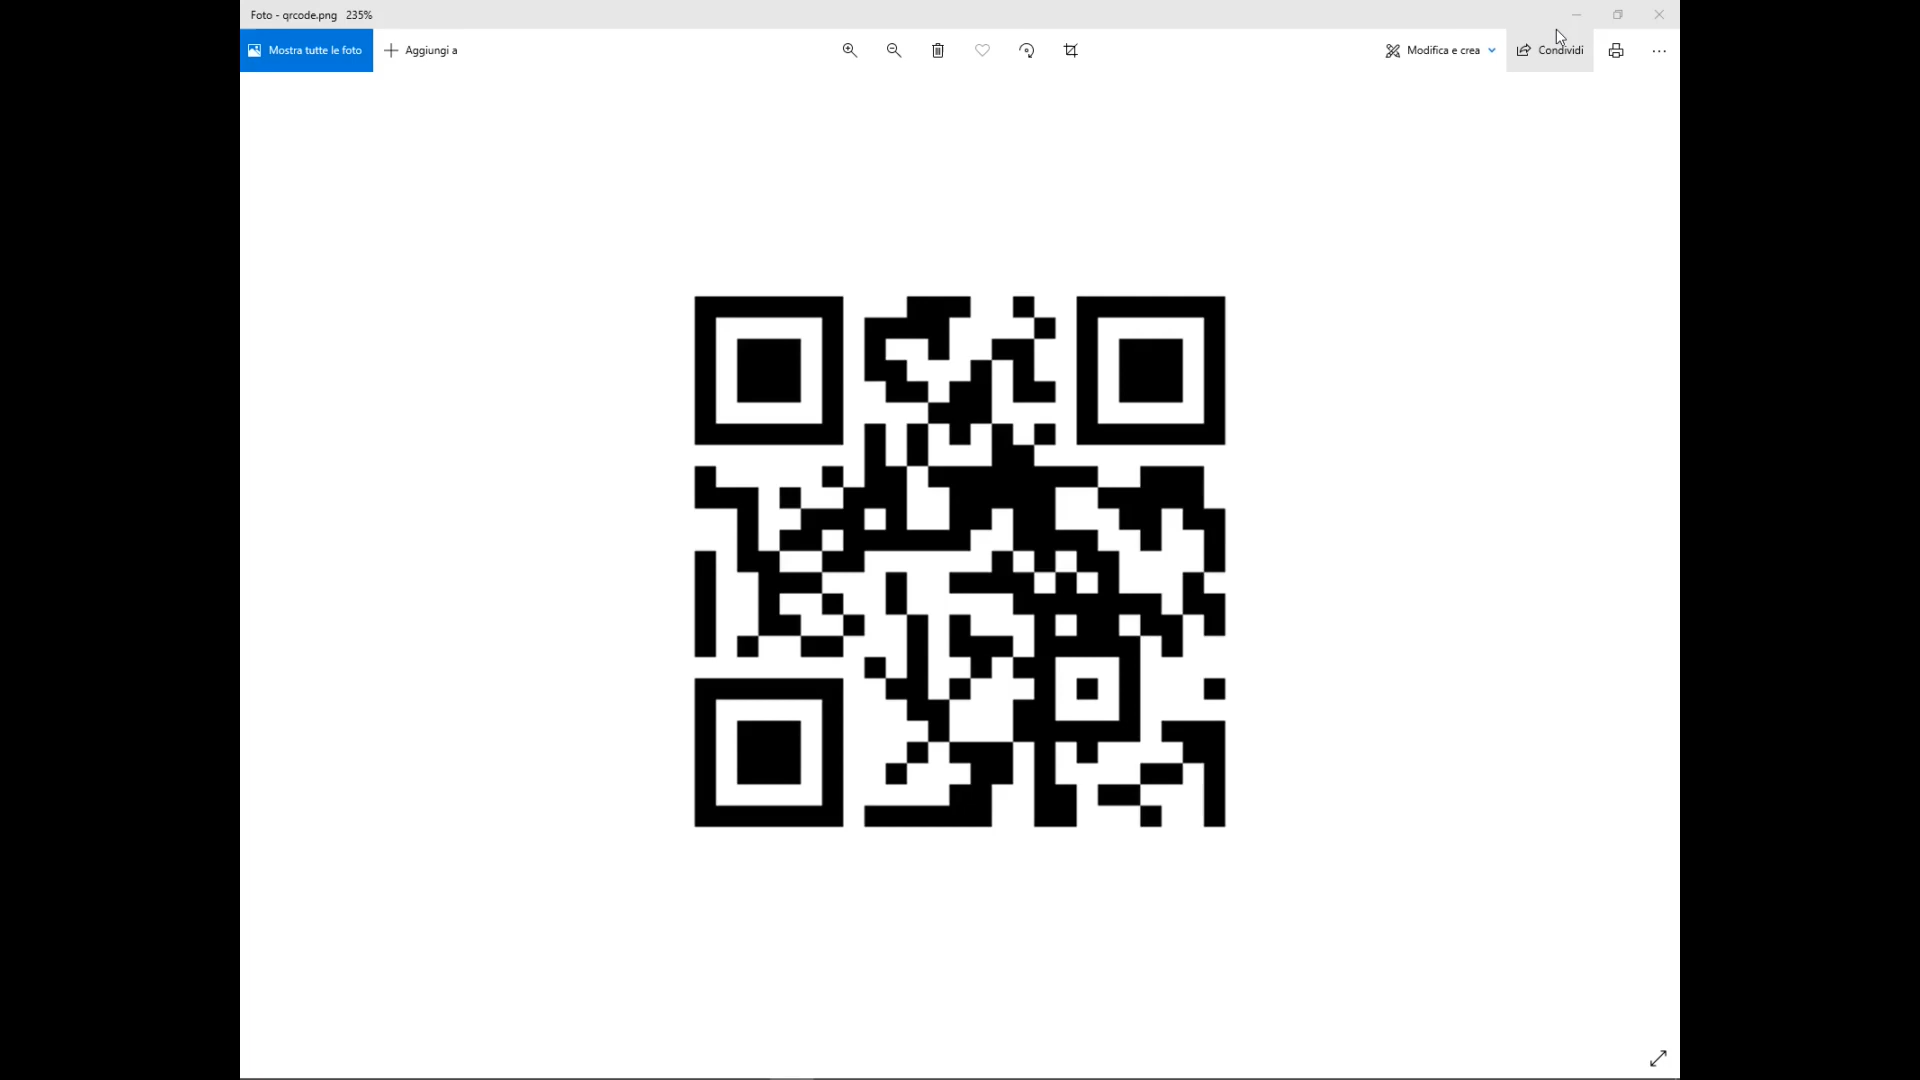 Foto - qrcode.png 235%
Mostra tutte le foto
Aggiungi a
Modifica e crea
Condividi